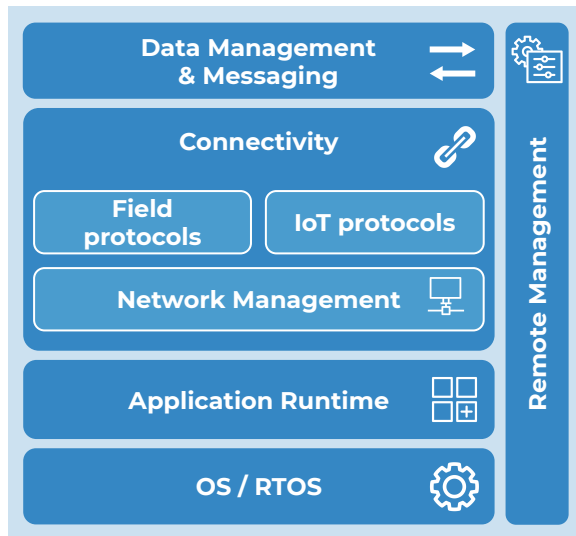 Data Management
& Messaging
Connectivity
Field
protocols
IoT protocols
Network Management
Application Runtime
OS / RTOS
Remote Management